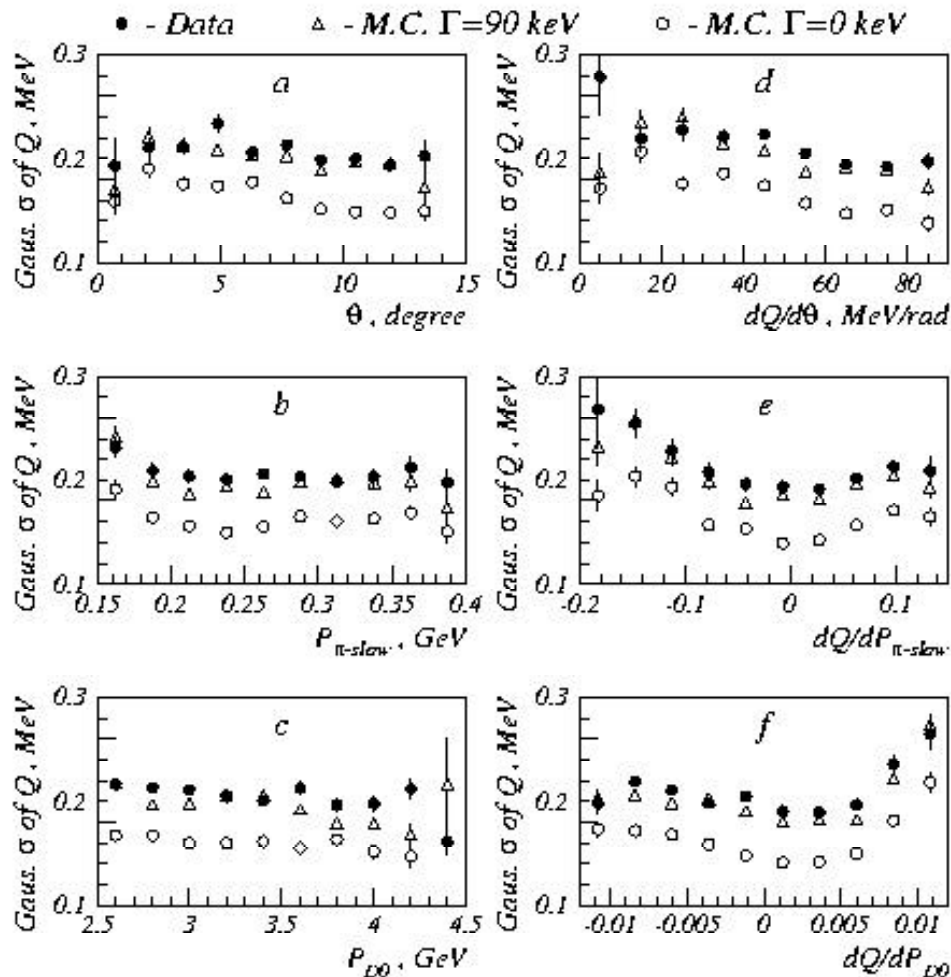 ● - Data △ - M.C. Γ=90 keV ○ - M.C. Γ=0 keV
Gaus. σ of Q , MeV
0.3
0.2
0.1
a
0 5 10 15
θ , degree
Gaus. σ of Q , MeV
0.3
0.2
0.1
d
0 20 40 60 80
dQ/dθ , MeV/rad
Gaus. σ of Q , MeV
0.3
0.2
0.1
b
0.15 0.2 0.25 0.3 0.35 0.4
P π-slow , GeV
Gaus. σ of Q , MeV
0.3
0.2
0.1
e
-0.2 -0.1 0 0.1
dQ/dP π-slow
Gaus. σ of Q , MeV
0.3
0.2
0.1
c
2.5 3 3.5 4 4.5
P D0 , GeV
Gaus. σ of Q , MeV
0.3
0.2
0.1
f
-0.01 -0.005 0 0.005 0.01
dQ/dP D0